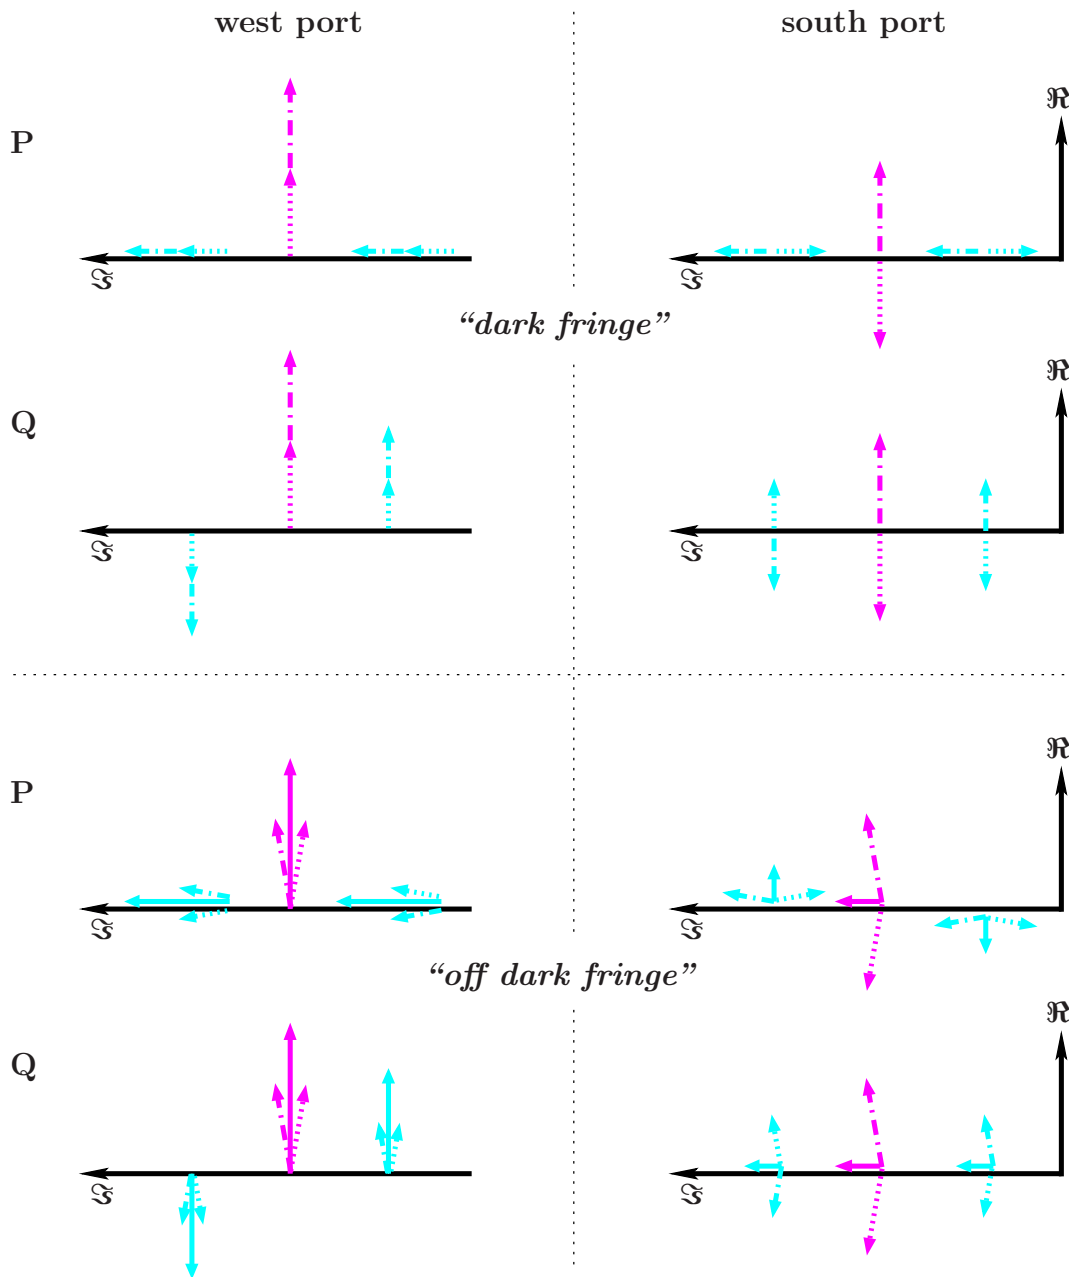 west port south port
ℜ
P
ℑ ℑ
“dark fringe”
ℜ
Q
ℑ ℑ
ℜ
P
ℑ ℑ
“off dark fringe”
ℜ
Q
ℑ ℑ